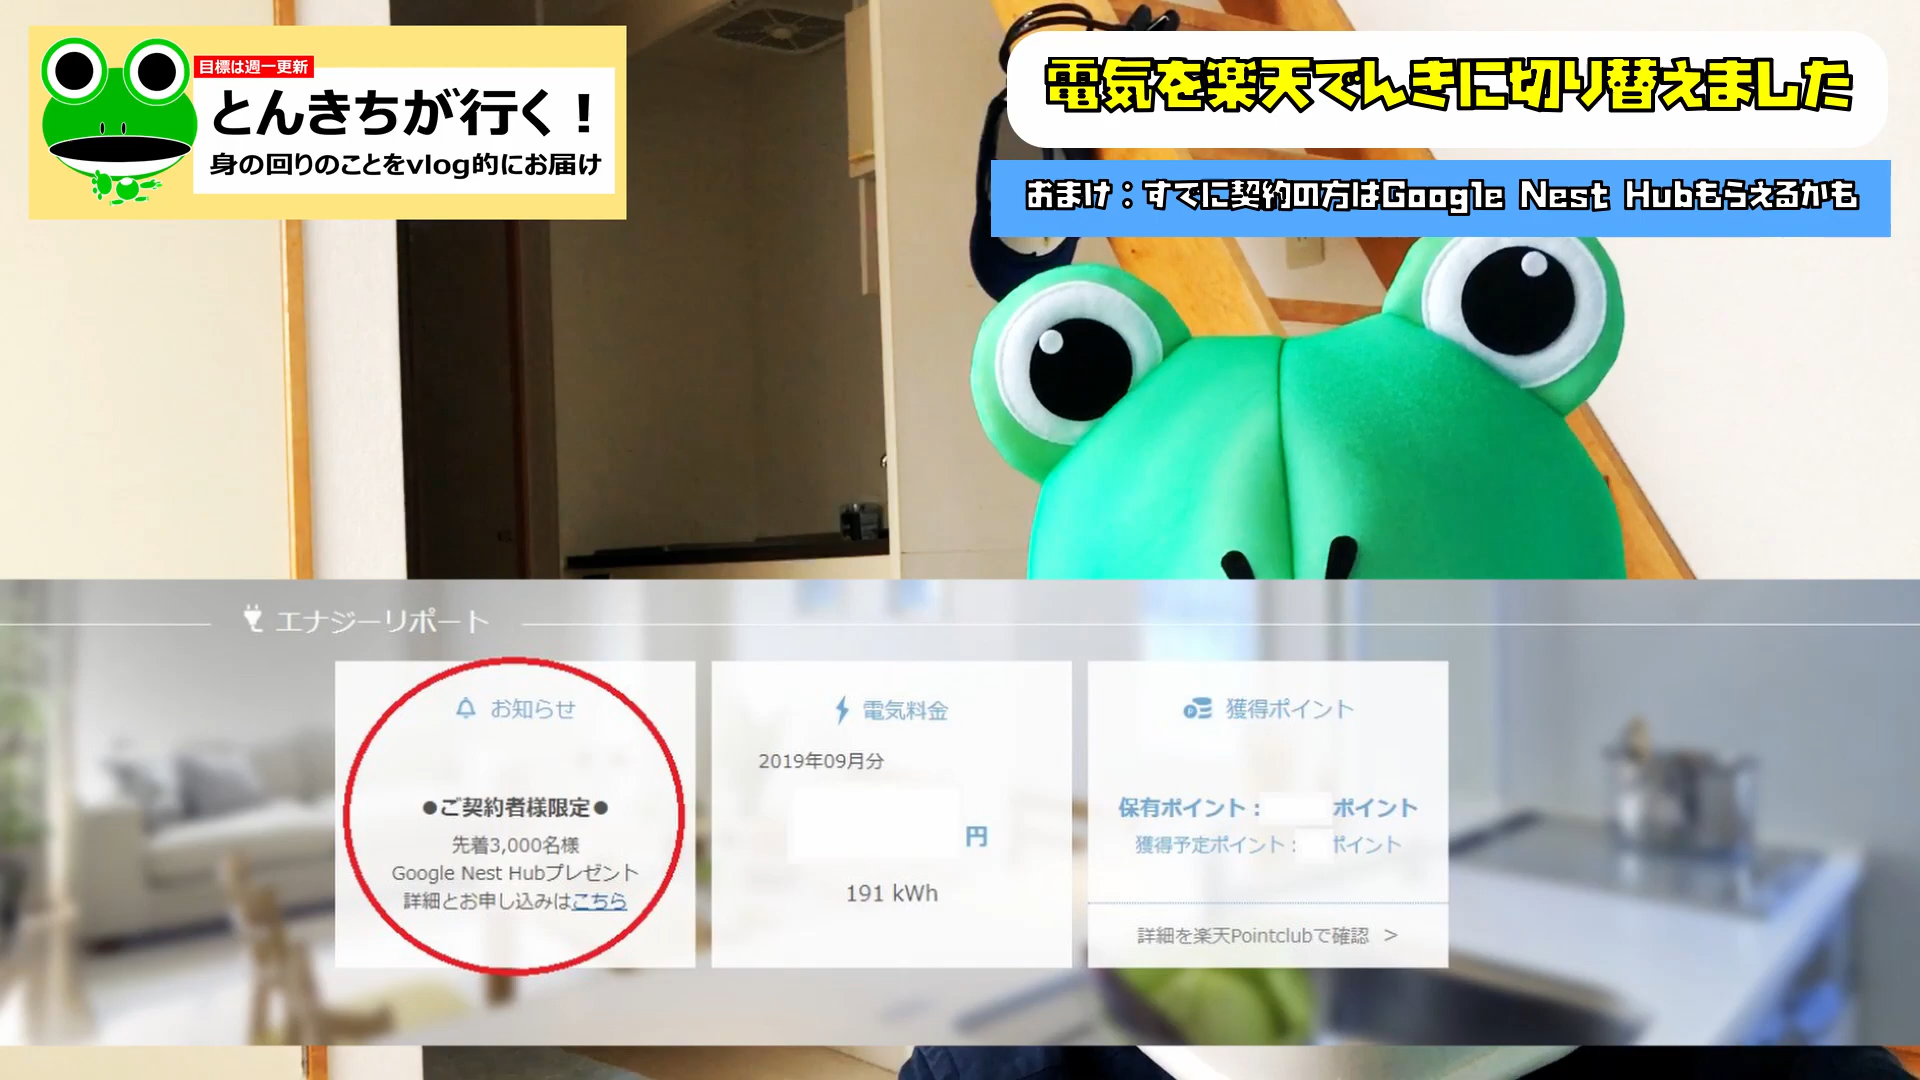 目標は週一更新
とんきちが行く!
身の回りのことをvlog的にお届け
電気を楽天でんきに切り替えました
おまけ:すでに契約の方はGoogle Nest Hubもらえるかも
エナジーリポート
お知らせ
●ご契約者様限定●
先着3,000名様
Google Nest Hubプレゼント
詳細とお申し込みはこちら
電気料金
2019年09月分
円
191 kWh
獲得ポイント
保有ポイント: ポイント
獲得予定ポイント: ポイント
詳細を楽天Pointclubで確認 >